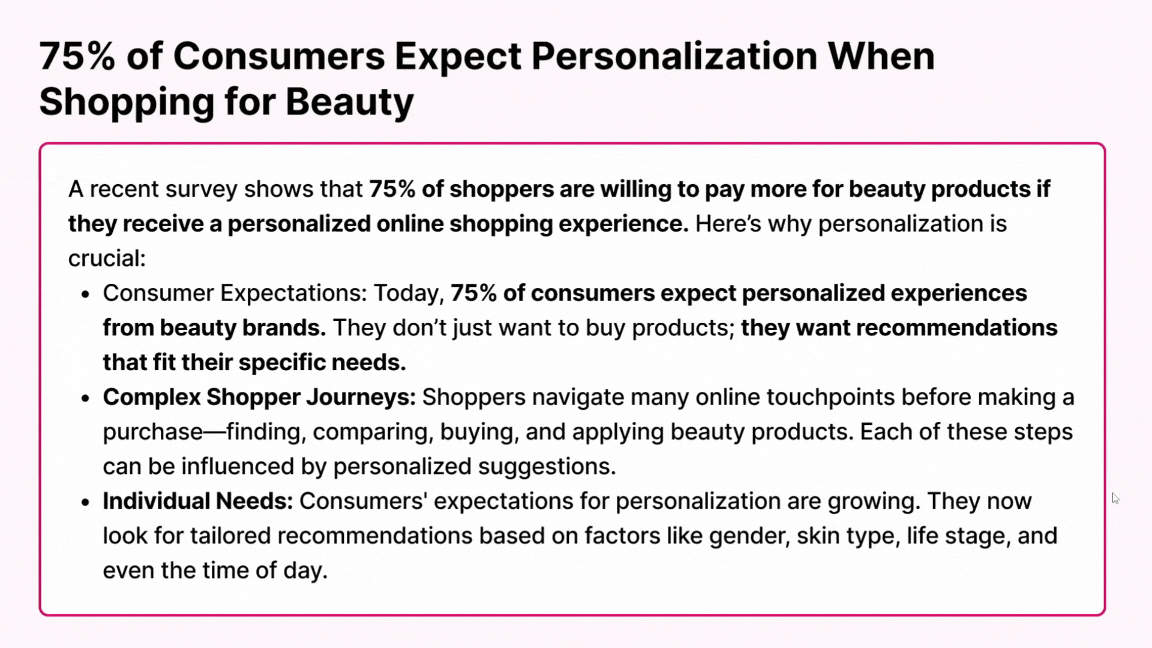 75% of Consumers Expect Personalization When
Shopping for Beauty
A recent survey shows that 75% of shoppers are willing to pay more for beauty products if
they receive a personalized online shopping experience. Here’s why personalization is
crucial:
• Consumer Expectations: Today, 75% of consumers expect personalized experiences
from beauty brands. They don’t just want to buy products; they want recommendations
that fit their specific needs.
• Complex Shopper Journeys: Shoppers navigate many online touchpoints before making a
purchase—finding, comparing, buying, and applying beauty products. Each of these steps
can be influenced by personalized suggestions.
• Individual Needs: Consumers' expectations for personalization are growing. They now
look for tailored recommendations based on factors like gender, skin type, life stage, and
even the time of day.